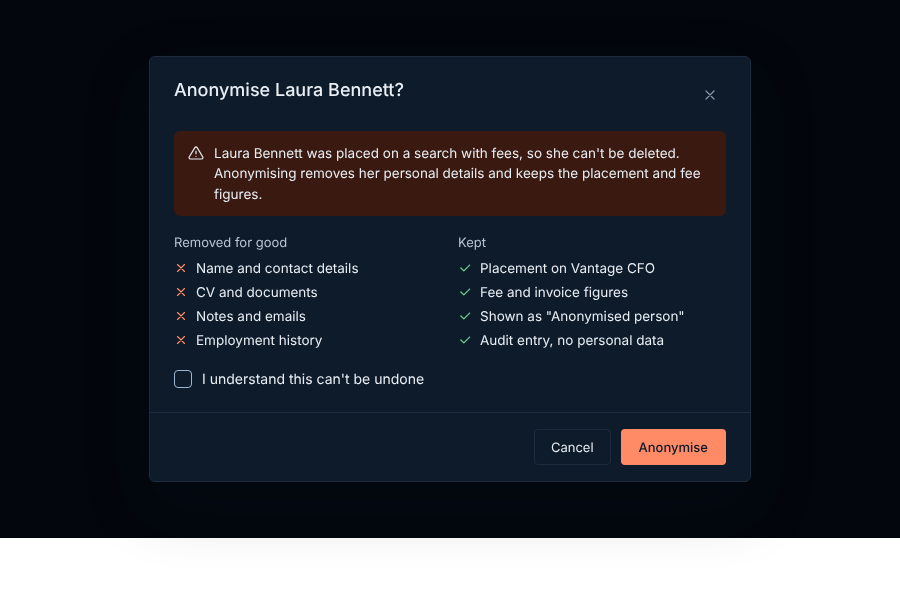 Anonymise Laura Bennett?
Laura Bennett was placed on a search with fees, so she can't be deleted.
Anonymising removes her personal details and keeps the placement and fee
figures.
Removed for good
Name and contact details
CV and documents
Notes and emails
Employment history
Kept
Placement on Vantage CFO
Fee and invoice figures
Shown as "Anonymised person"
Audit entry, no personal data
I understand this can't be undone
Cancel
Anonymise